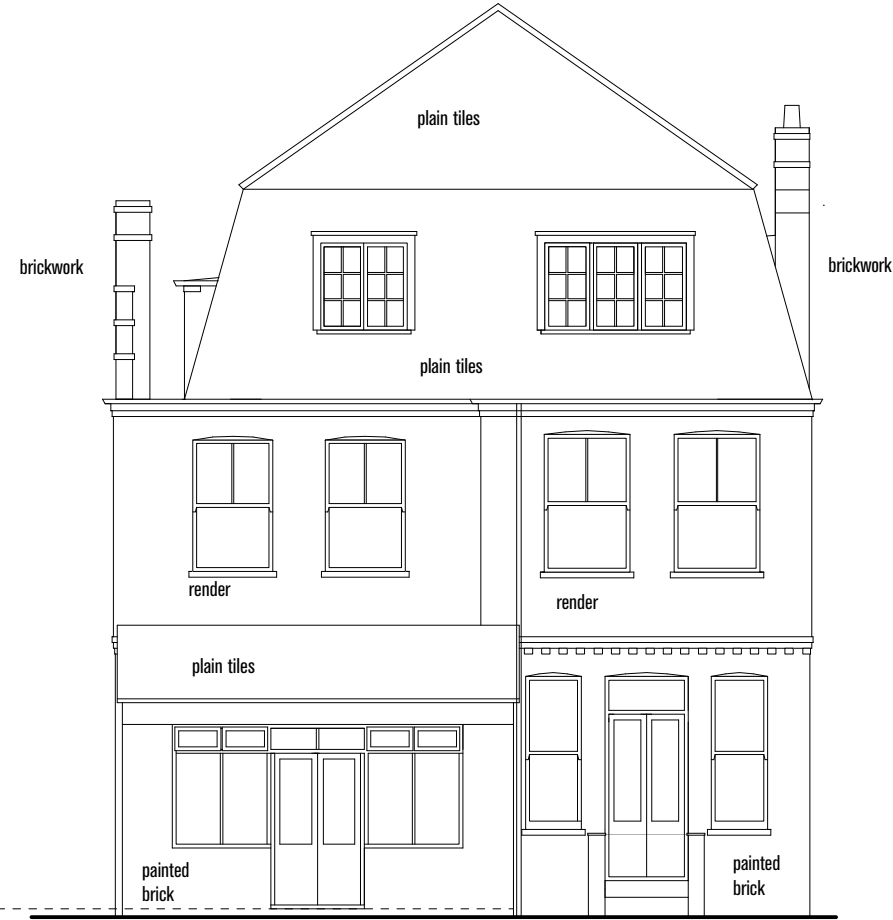 plain tiles
brickwork
brickwork
plain tiles
render
render
plain tiles
painted
brick
painted
brick